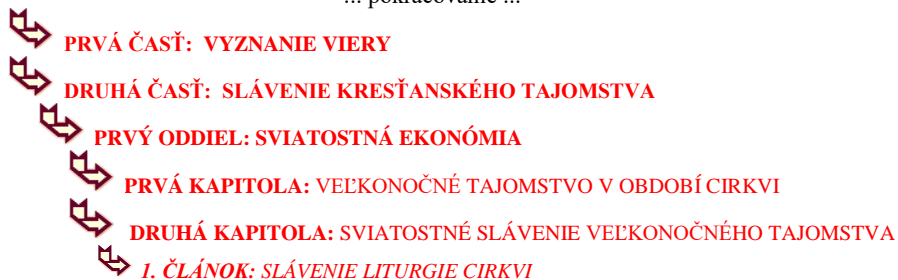 ... pokračovanie ...
PRVÁ ČASŤ: VYZNANIE VIERY
DRUHÁ ČASŤ: SLÁVENIE KRESŤANSKÉHO TAJOMSTVA
PRVÝ ODDIEL: SVIATOSTNÁ EKONÓMIA
PRVÁ KAPITOLA: VEĽKONOČNÉ TAJOMSTVO V OBDOBÍ CIRKVI
DRUHÁ KAPITOLA: SVIATOSTNÉ SLÁVENIE VEĽKONOČNÉHO TAJOMSTVA
1. ČLÁNOK: SLÁVENIE LITURGIE CIRKVI